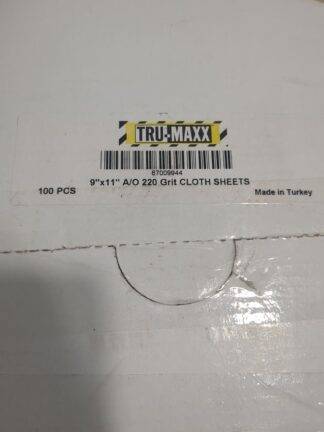 TRU-MAXX
67009944
9"x11" A/O 220 Grit CLOTH SHEETS
100 PCS
Made in Turkey